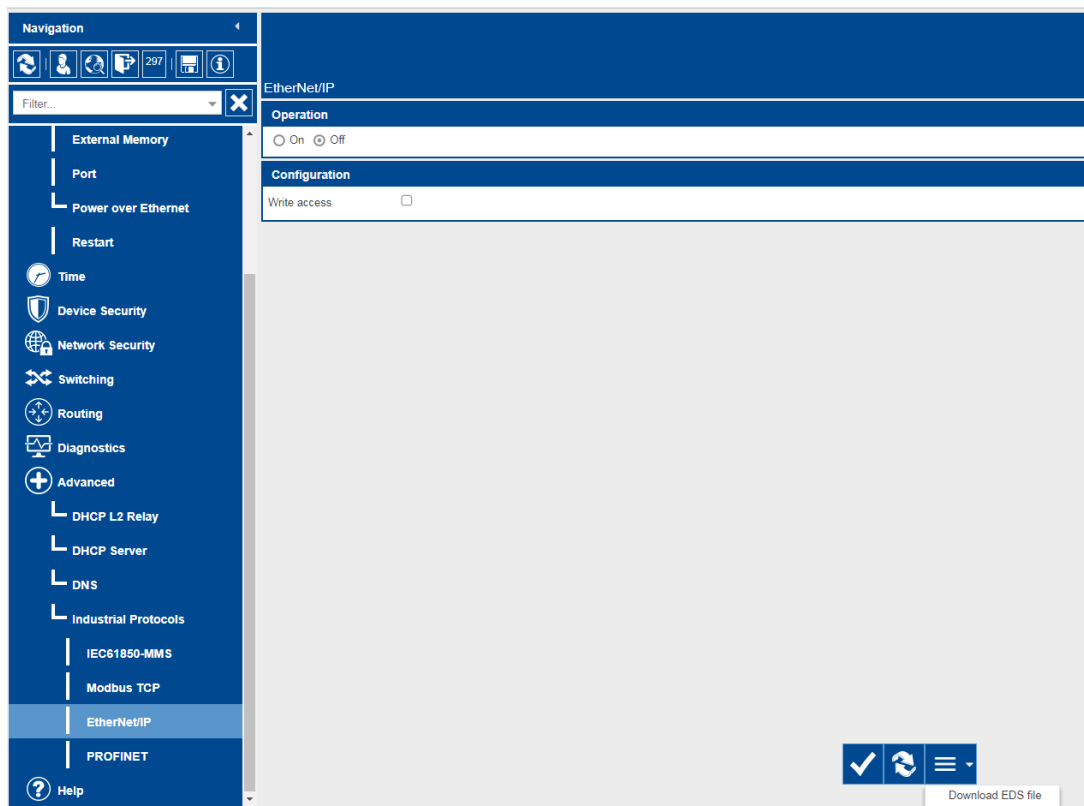 Navigation
297
Filter...
External Memory
Port
Power over Ethernet
Restart
Time
Device Security
Network Security
Switching
Routing
Diagnostics
Advanced
DHCP L2 Relay
DHCP Server
DNS
Industrial Protocols
IEC61850-MMS
Modbus TCP
EtherNet/IP
PROFINET
Help
EtherNet/IP
Operation
On Off
Configuration
Write access
Download EDS file